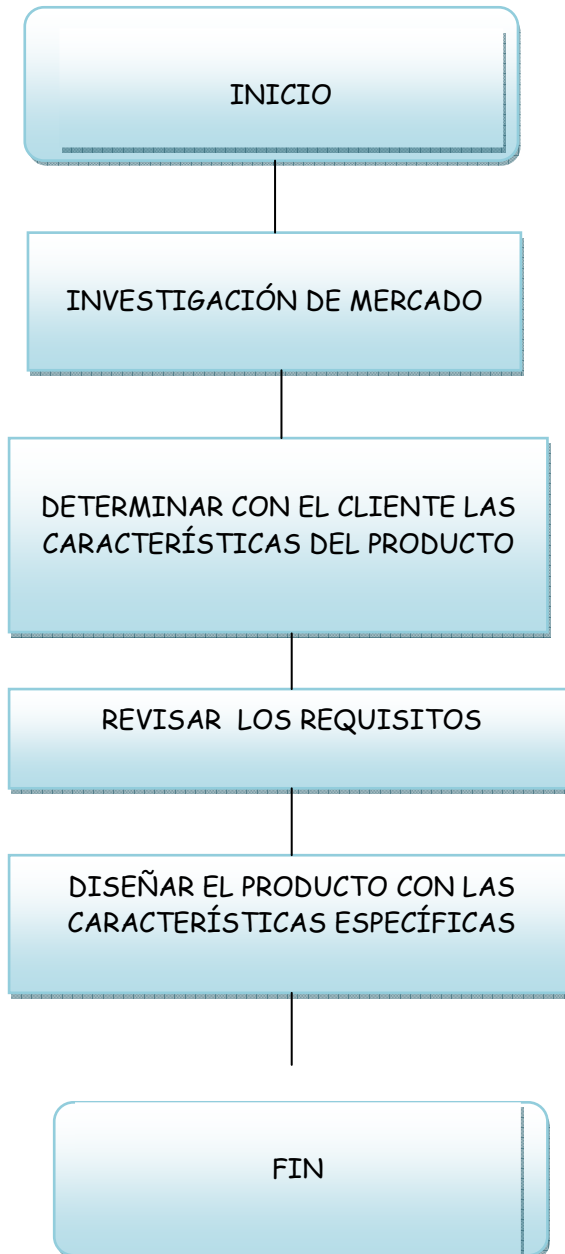 INICIO
INVESTIGACIÓN DE MERCADO
DETERMINAR CON EL CLIENTE LAS
CARACTERÍSTICAS DEL PRODUCTO
REVISAR LOS REQUISITOS
DISEÑAR EL PRODUCTO CON LAS
CARACTERÍSTICAS ESPECÍFICAS
FIN